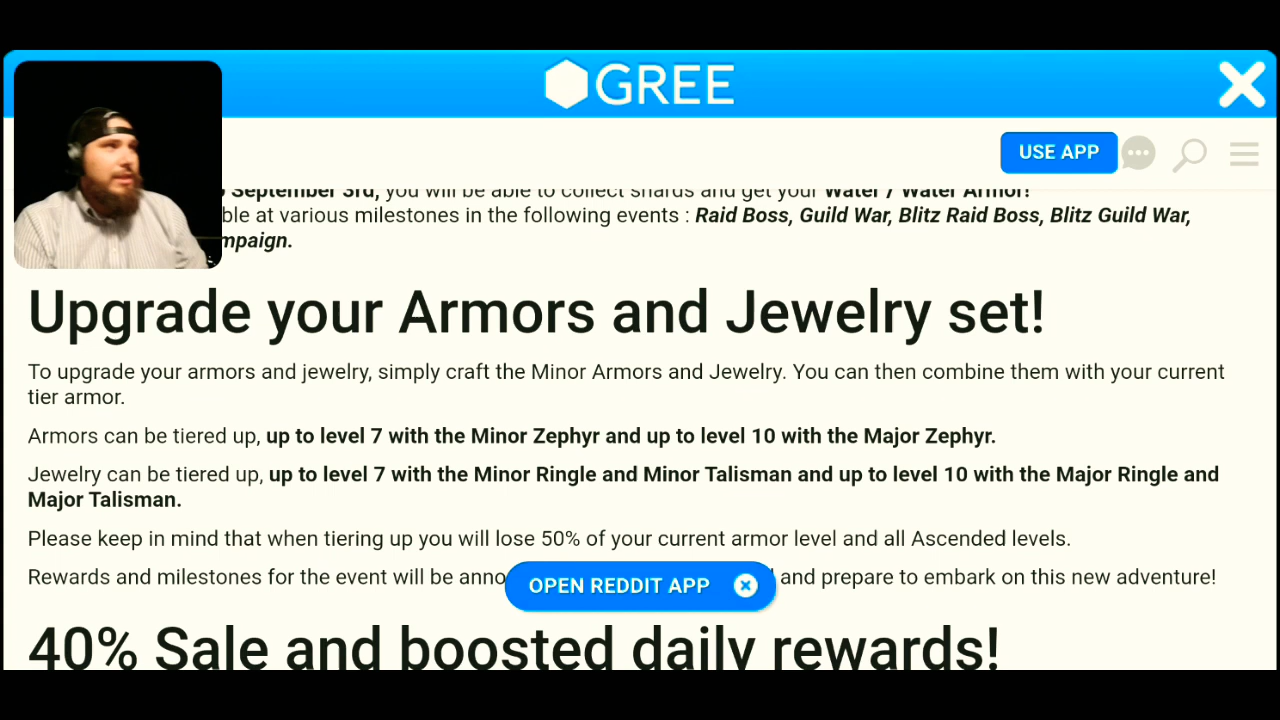 GREE
USE APP
September 3rd, you will be able to collect shards and get your Water / Water Armor!
at various milestones in the following events : Raid Boss, Guild War, Blitz Raid Boss, Blitz Guild War,
Upgrade your Armors and Jewelry set!
To upgrade your armors and jewelry, simply craft the Minor Armors and Jewelry. You can then combine them with your current
tier armor.
Armors can be tiered up, up to level 7 with the Minor Zephyr and up to level 10 with the Major Zephyr.
Jewelry can be tiered up, up to level 7 with the Minor Ringle and Minor Talisman and up to level 10 with the Major Ringle and
Major Talisman.
Please keep in mind that when tiering up you will lose 50% of your current armor level and all Ascended levels.
Rewards and milestones for the event will be and prepare to embark on this new adventure!
OPEN REDDIT APP
40% Sale and boosted daily rewards!